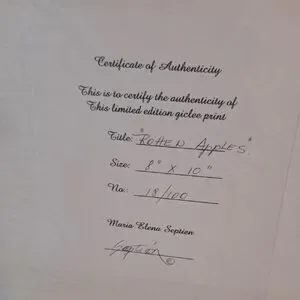 Certificate of Authenticity
This is to certify the authenticity of
This limited edition giclee print
Title: "Rotten Apples"
Size: 8" x 10"
No. 18/100
Maria Elena Septien
Septién ©